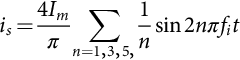 i_s = \frac{4I_m}{\pi} \sum_{n=1,3,5,} \frac{1}{n} \sin 2n\pi f_i t